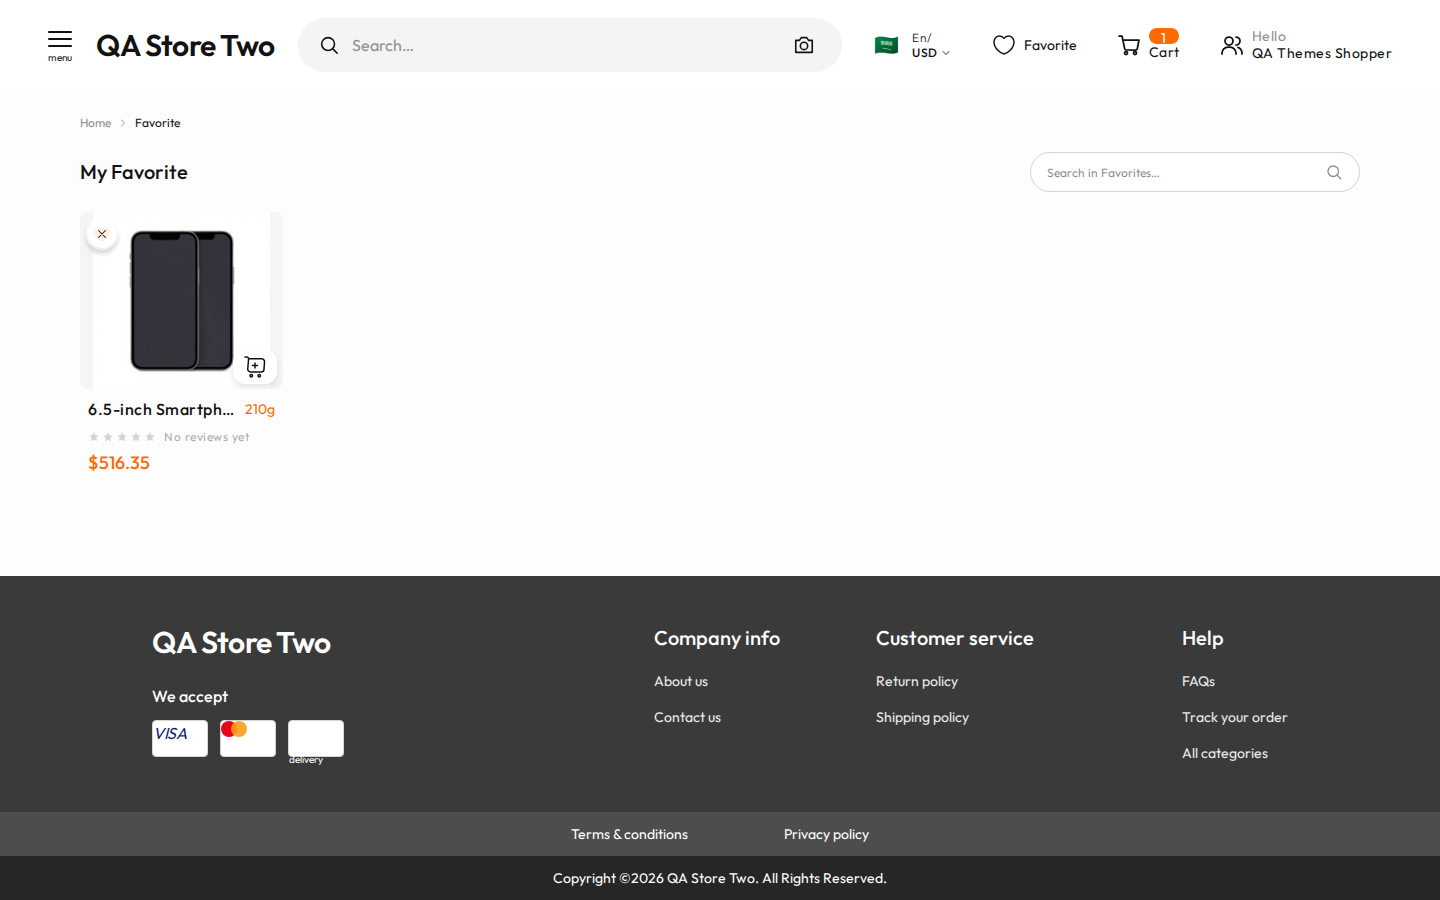 menu
QA Store Two
Search...
En/
USD
Favorite
1
Cart
Hello
QA Themes Shopper
Home
Favorite
My Favorite
Search in Favorites...
6.5-inch Smartph...
210g
No reviews yet
$516.35
QA Store Two
We accept
VISA
delivery
Company info
About us
Contact us
Customer service
Return policy
Shipping policy
Help
FAQs
Track your order
All categories
Terms & conditions
Privacy policy
Copyright ©2026 QA Store Two. All Rights Reserved.